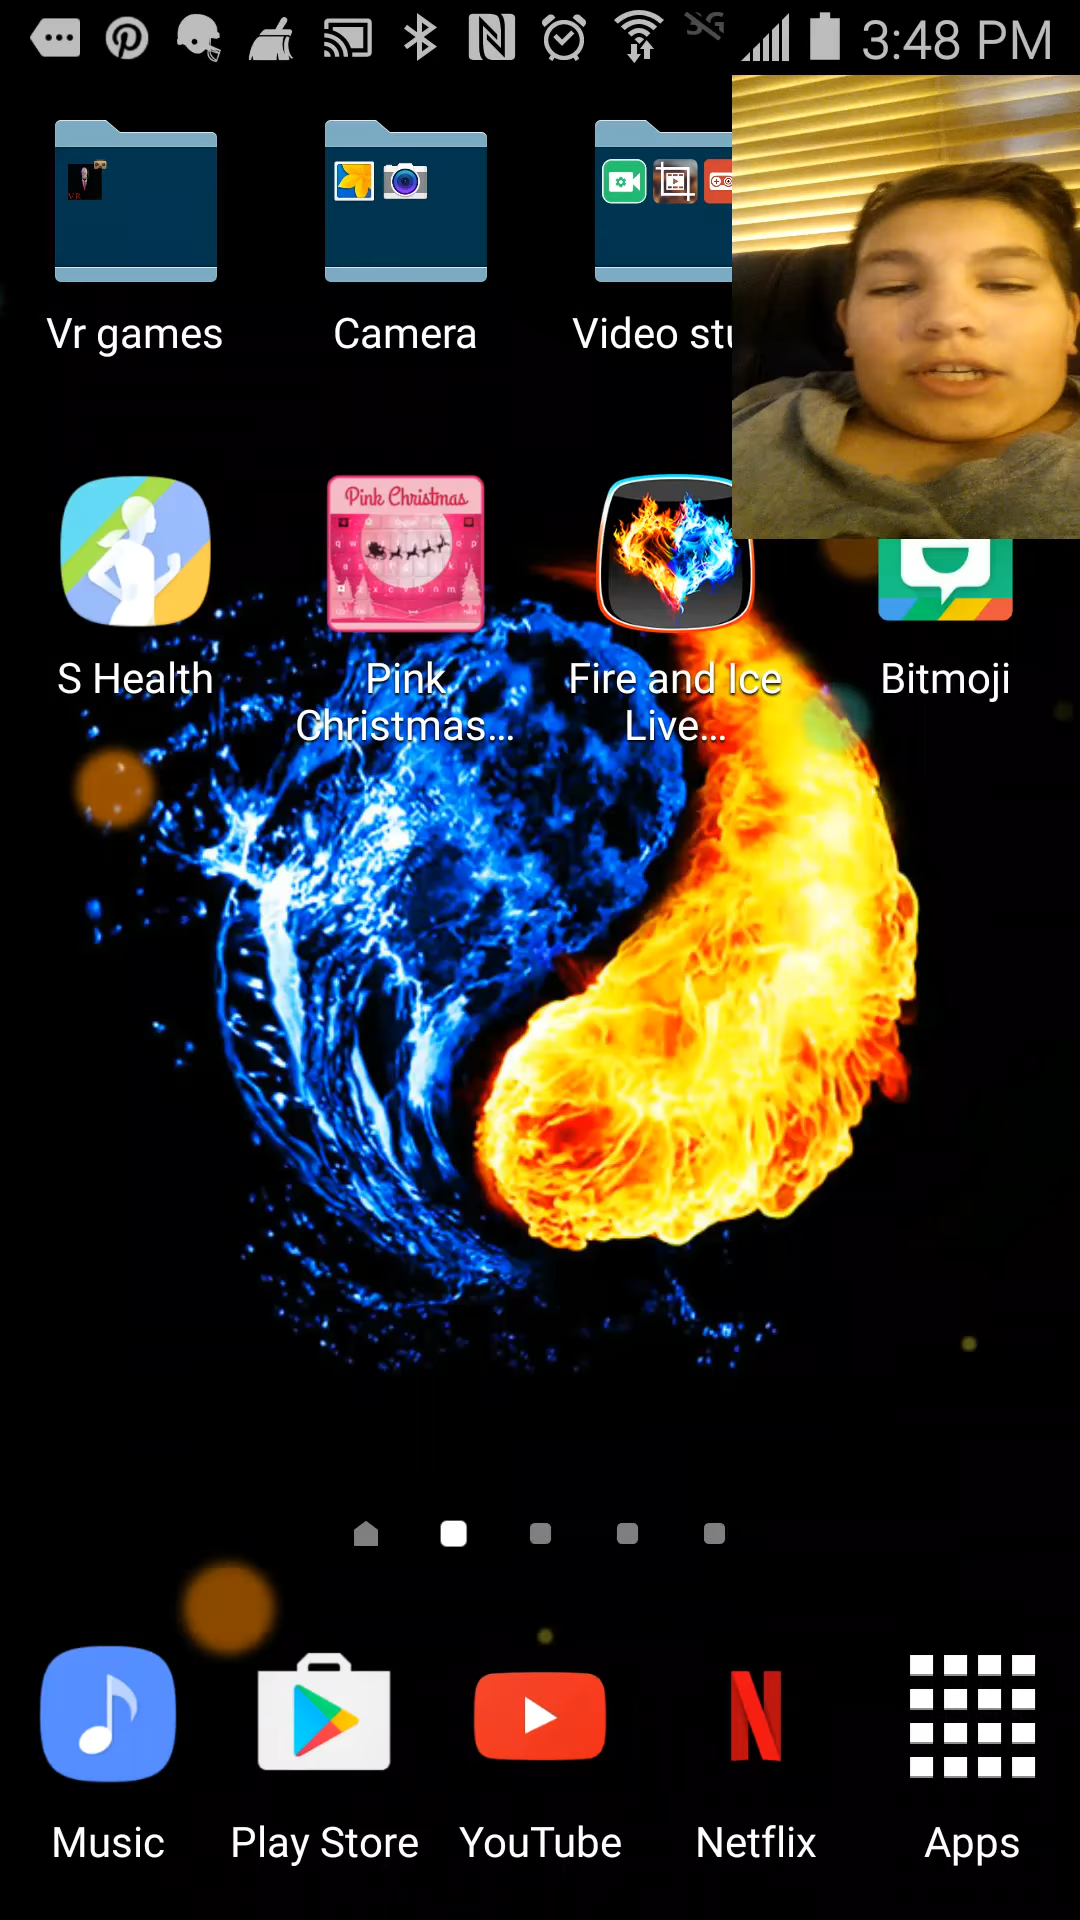 3:48 PM
Vr games
Camera
Video stu
Pink Christmas
S Health
Pink
Christmas...
Fire and Ice
Live...
Bitmoji
Music
Play Store
YouTube
Netflix
Apps